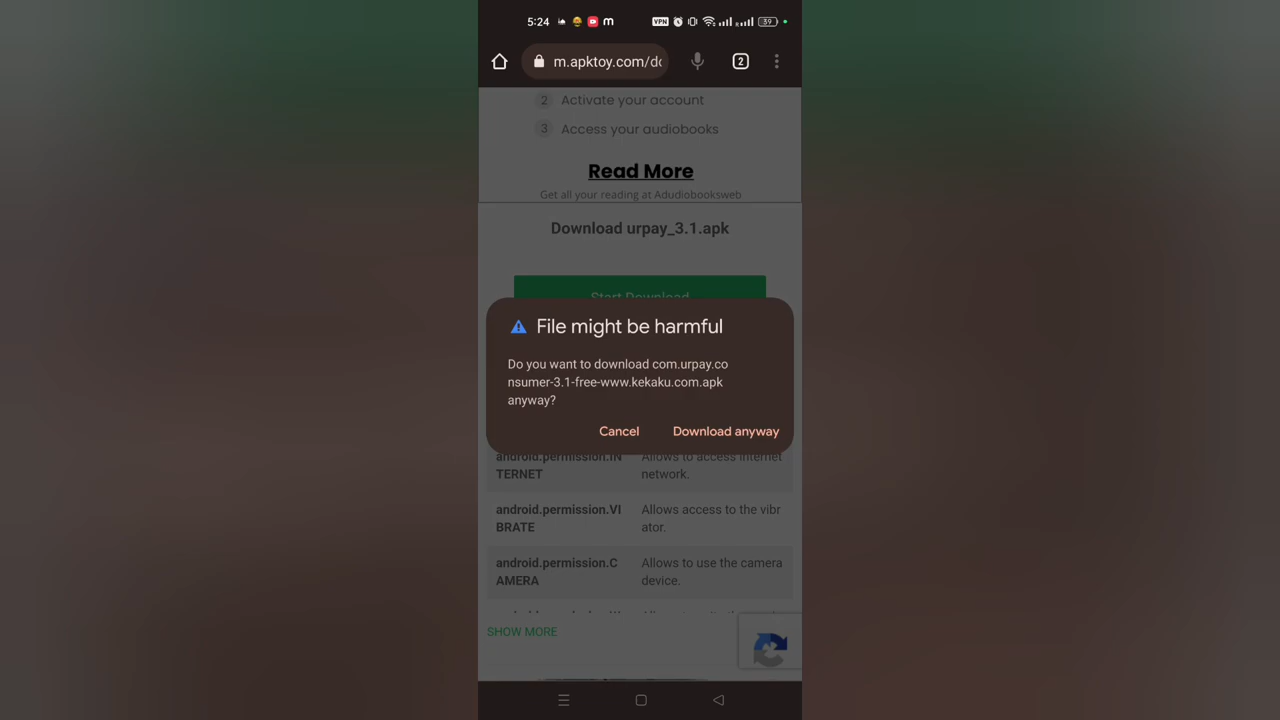 5:24 m VPN 39
m.apktoy.com/do 2
2 Activate your account
3 Access your audiobooks
Read More
Get all your reading at Adudiobooksweb
Download urpay_3.1.apk
Start Download
File might be harmful
Do you want to download com.urpay.co
nsumer-3.1-free-www.kekaku.com.apk
anyway?
Cancel Download anyway
android.permission.IN Allows to access internet
TERNET network.
android.permission.VI Allows access to the vibr
BRATE ator.
android.permission.C Allows to use the camera
AMERA device.
SHOW MORE